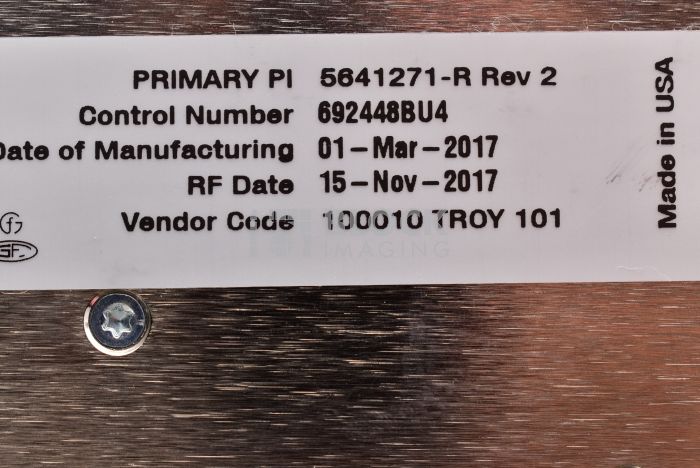 PRIMARY PI 5641271-R Rev 2
Control Number 692448BU4
Date of Manufacturing 01-Mar-2017
RF Date 15-Nov-2017
Vendor Code 100010 TROY 101
IMAGING
Made in USA